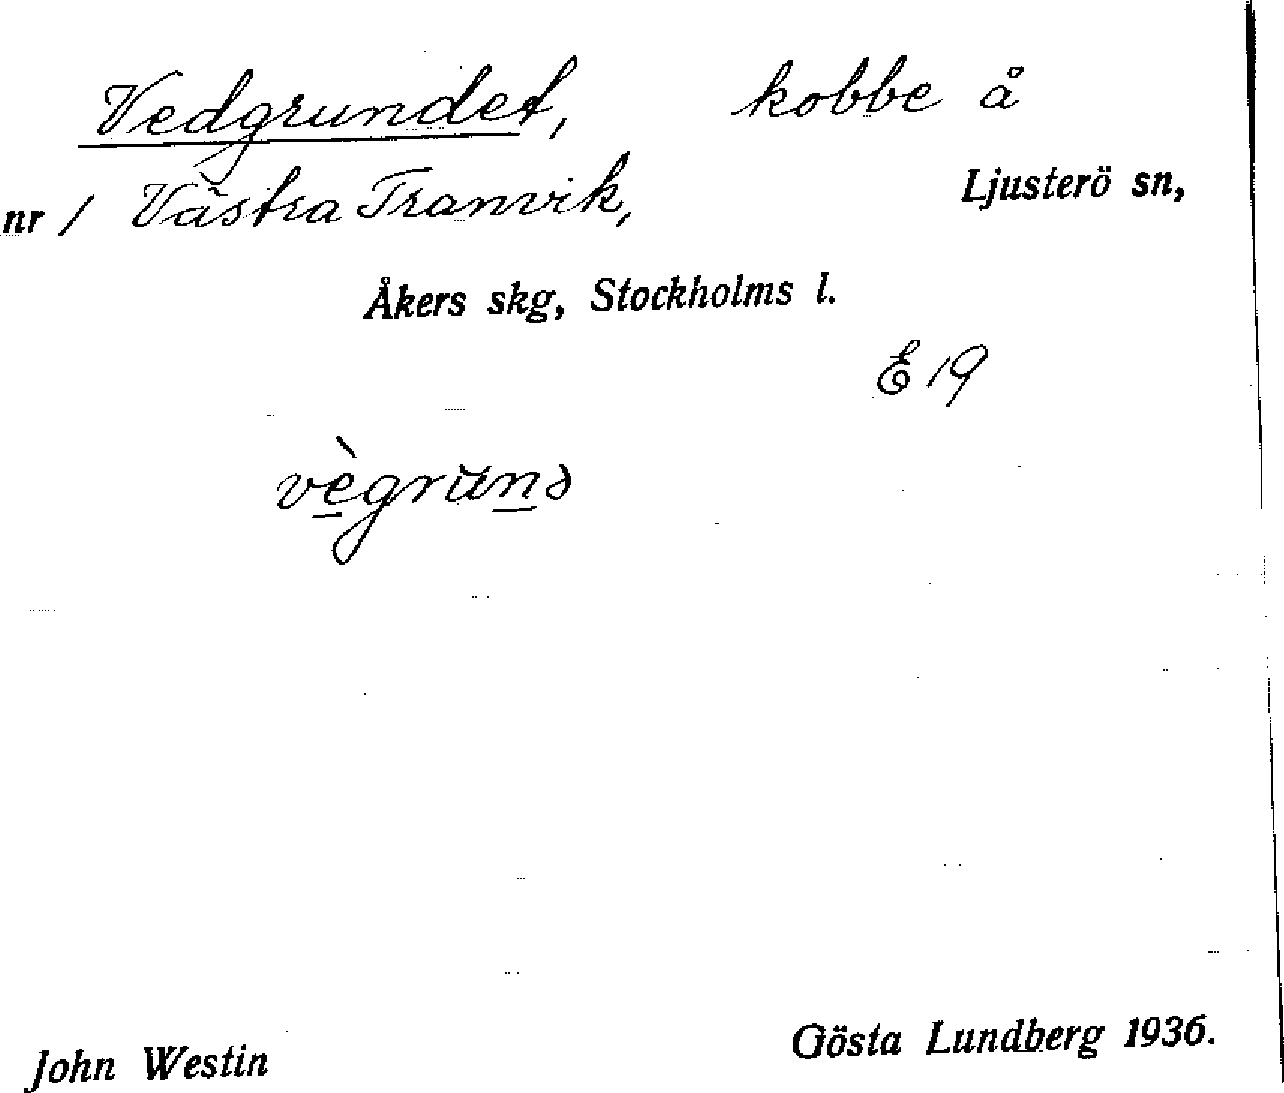 Vedgrundet, kobbe å
nr 1 Västra Tranvik, Ljusterö sn,
Åkers skg, Stockholms l.
E 19
vègrund
John Westin Gösta Lundberg 1936.